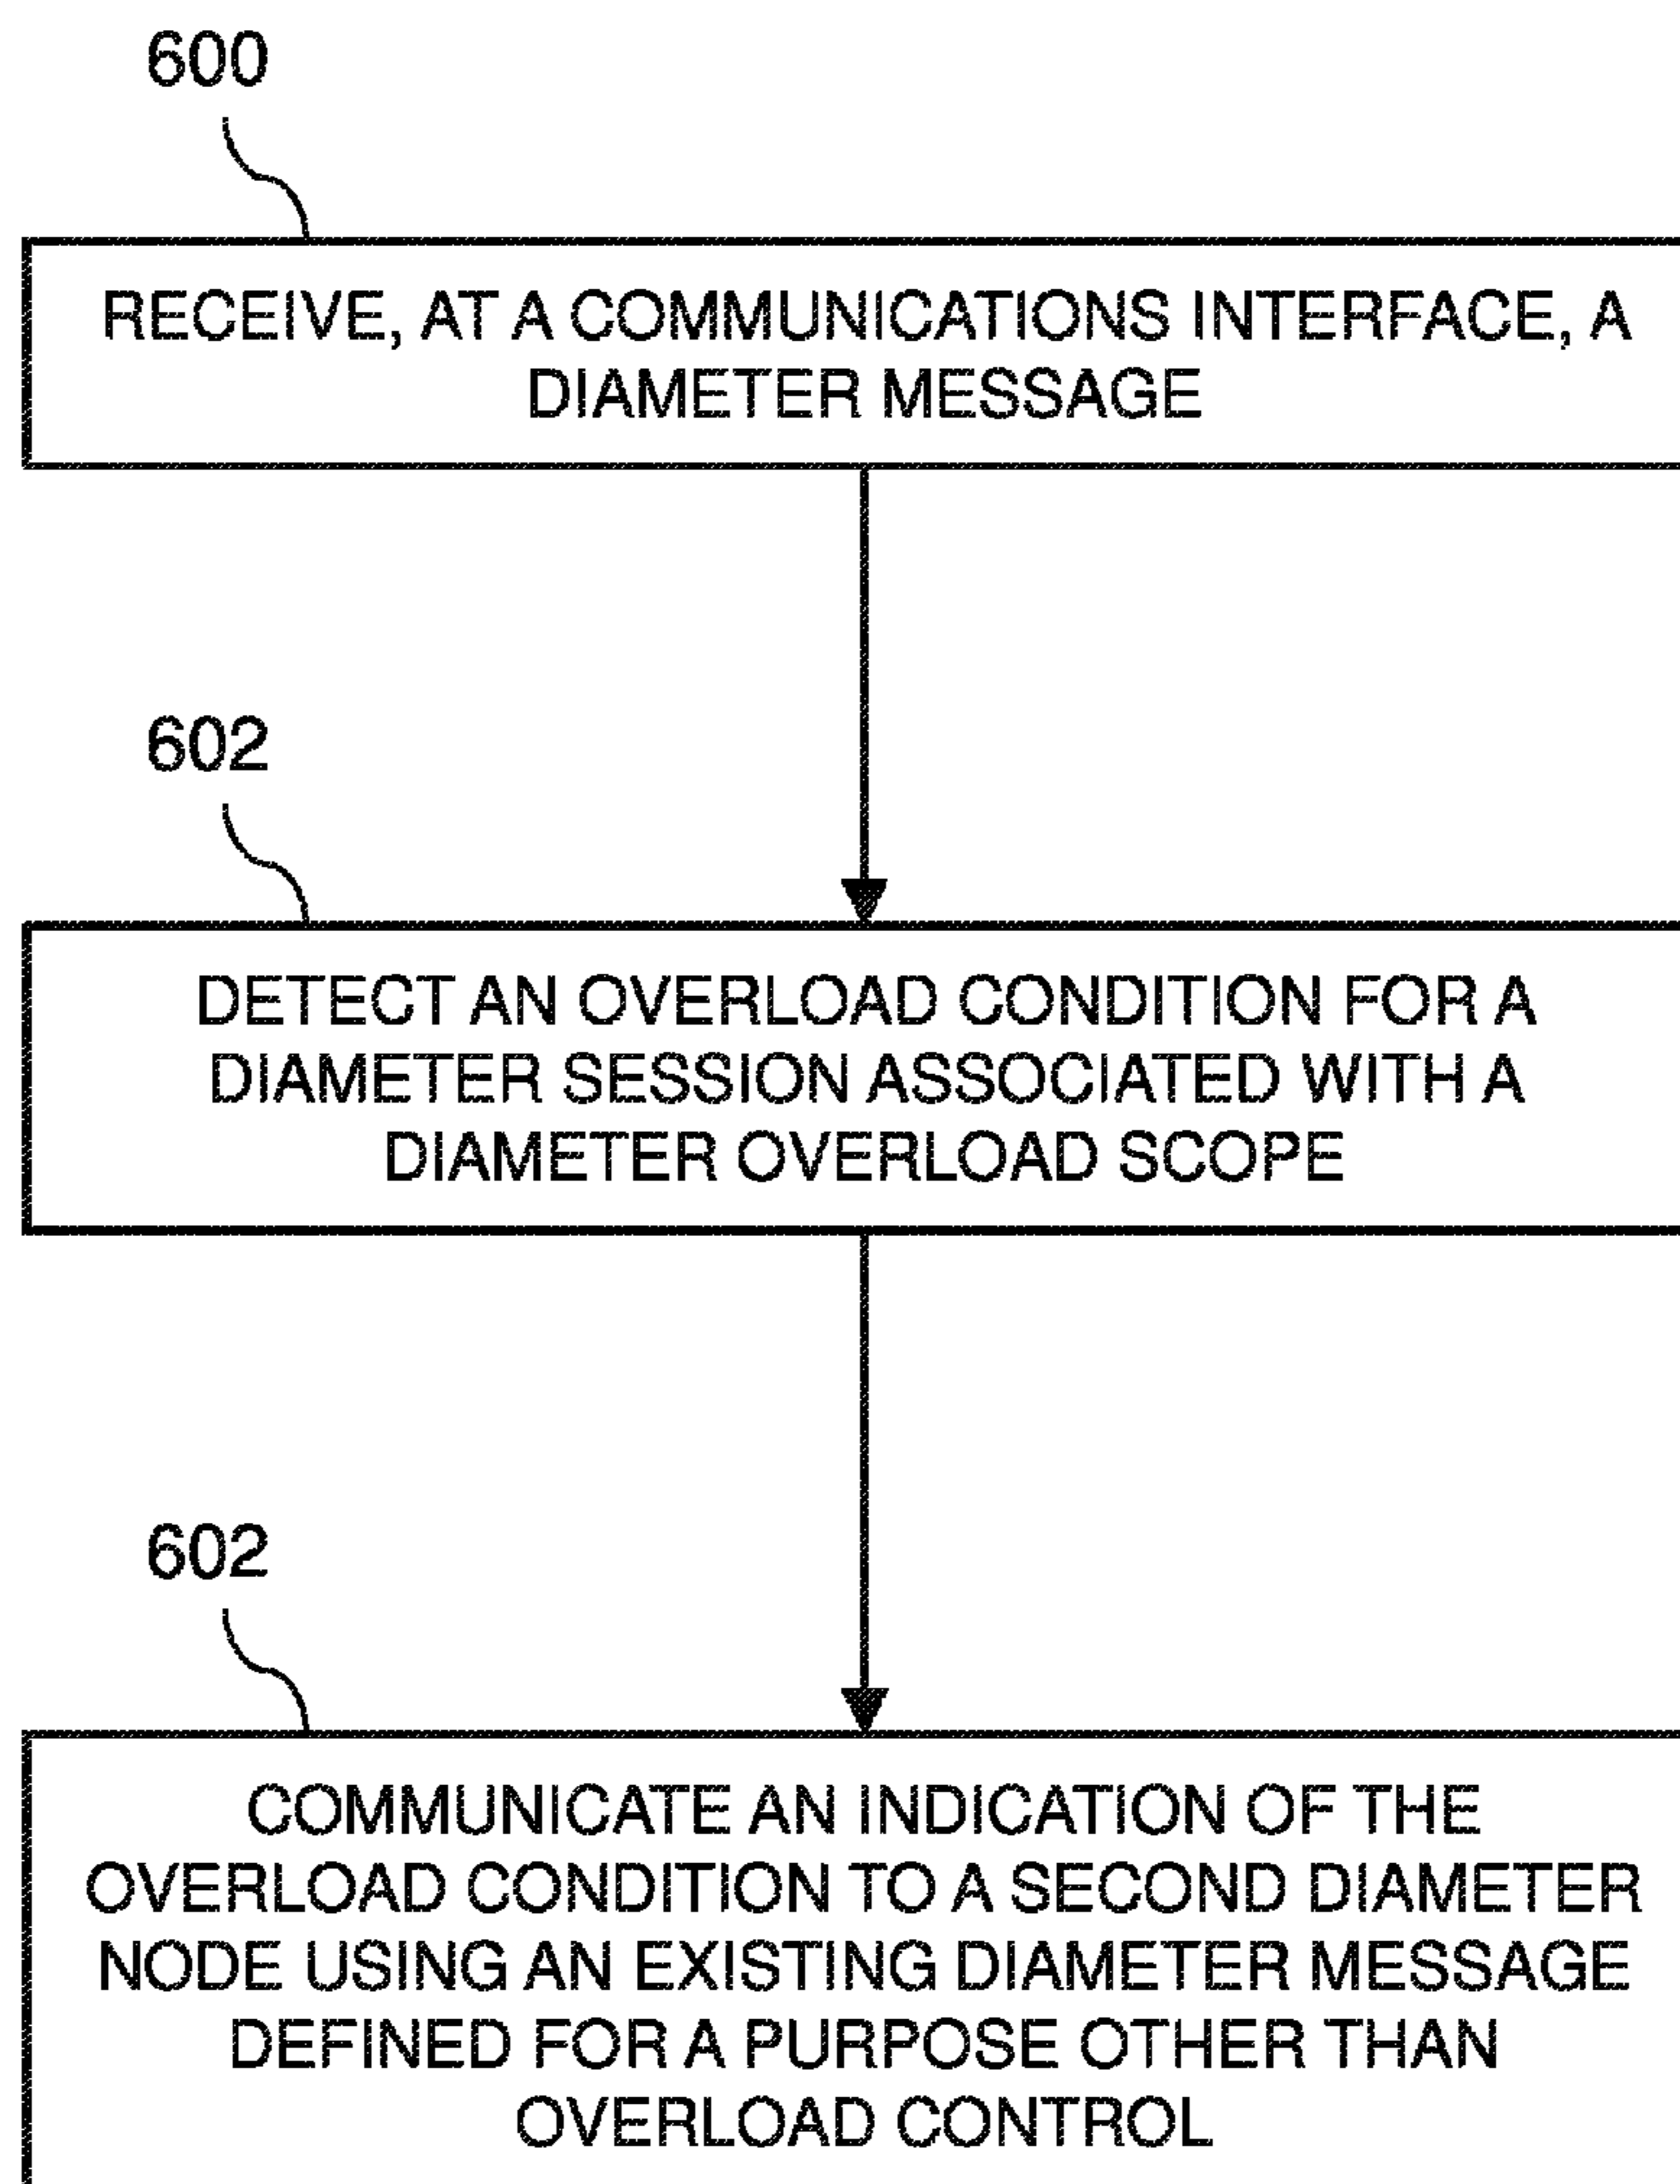 600
RECEIVE, AT A COMMUNICATIONS INTERFACE, A
DIAMETER MESSAGE
602
DETECT AN OVERLOAD CONDITION FOR A
DIAMETER SESSION ASSOCIATED WITH A
DIAMETER OVERLOAD SCOPE
602
COMMUNICATE AN INDICATION OF THE
OVERLOAD CONDITION TO A SECOND DIAMETER
NODE USING AN EXISTING DIAMETER MESSAGE
DEFINED FOR A PURPOSE OTHER THAN
OVERLOAD CONTROL